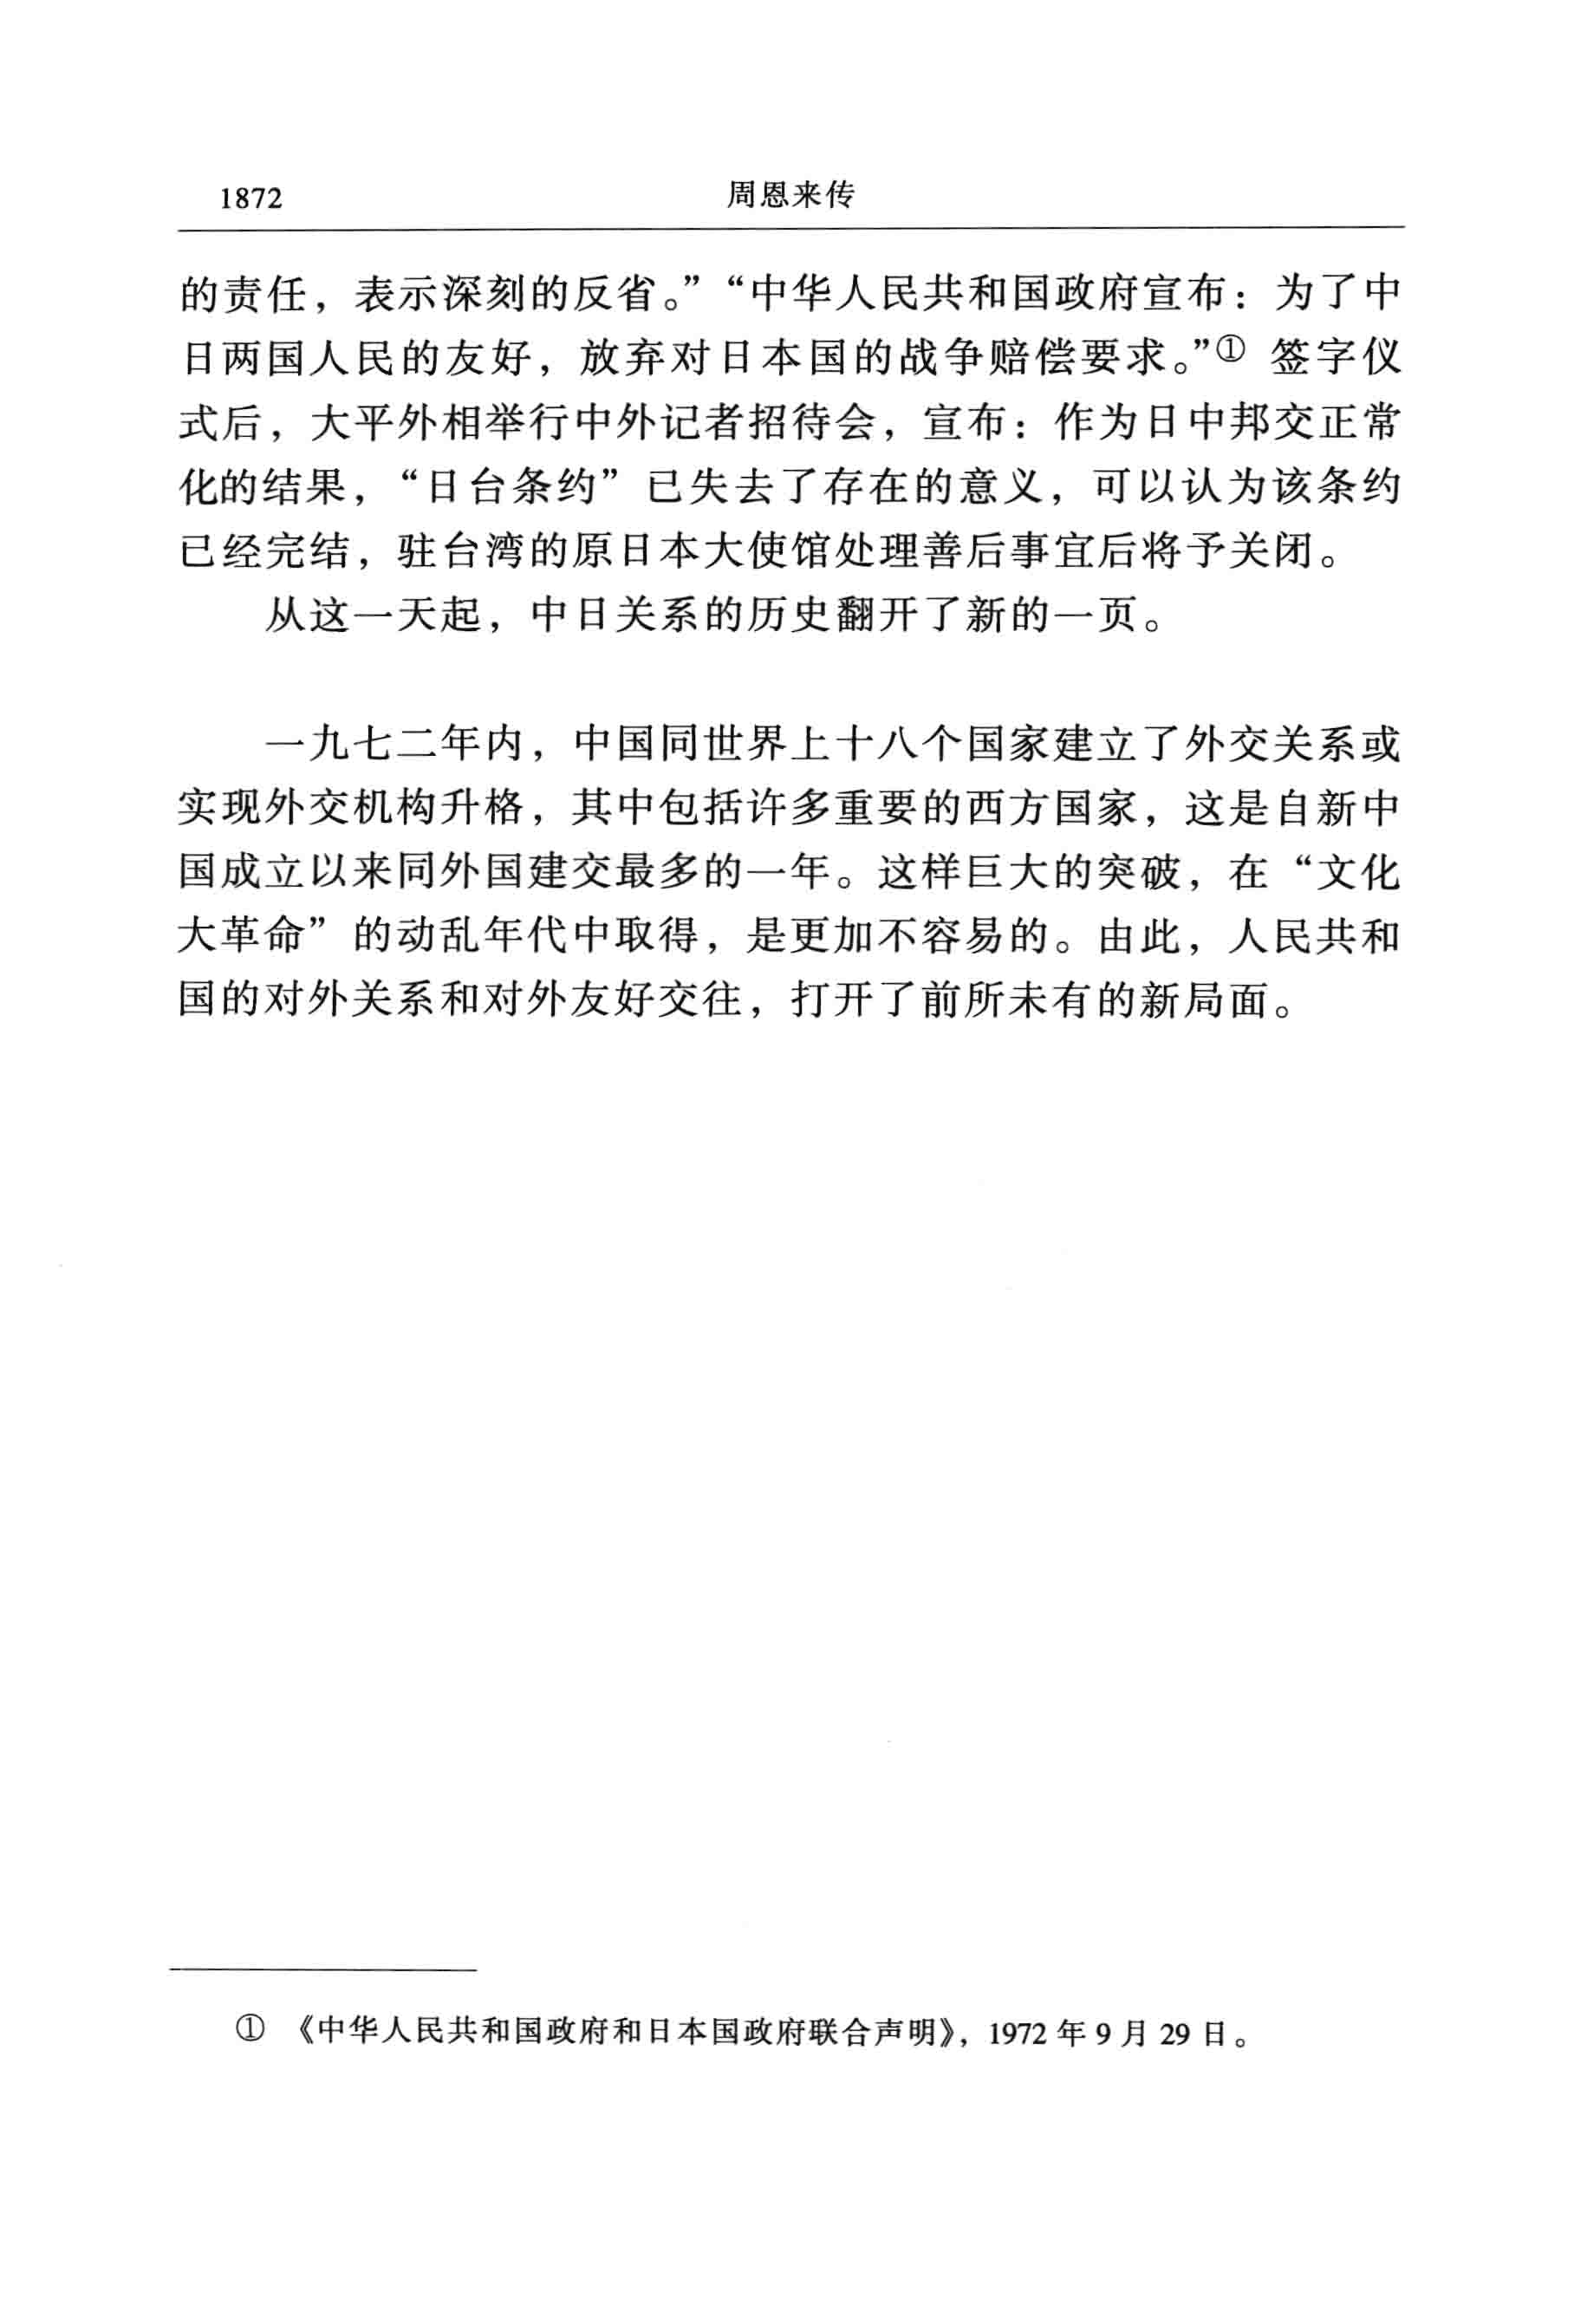 1872 周恩来传
的责任，表示深刻的反省。”“中华人民共和国政府宣布：为了中
日两国人民的友好，放弃对日本国的战争赔偿要求。”① 签字仪
式后，大平外相举行中外记者招待会，宣布：作为日中邦交正常
化的结果，“日台条约”已失去了存在的意义，可以认为该条约
已经完结，驻台湾的原日本大使馆处理善后事宜后将予关闭。
从这一天起，中日关系的历史翻开了新的一页。
一九七二年内，中国同世界上十八个国家建立了外交关系或
实现外交机构升格，其中包括许多重要的西方国家，这是自新中
国成立以来同外国建交最多的一年。这样巨大的突破，在“文化
大革命”的动乱年代中取得，是更加不容易的。由此，人民共和
国的对外关系和对外友好交往，打开了前所未有的新局面。
① 《中华人民共和国政府和日本国政府联合声明》，1972 年 9 月 29 日。